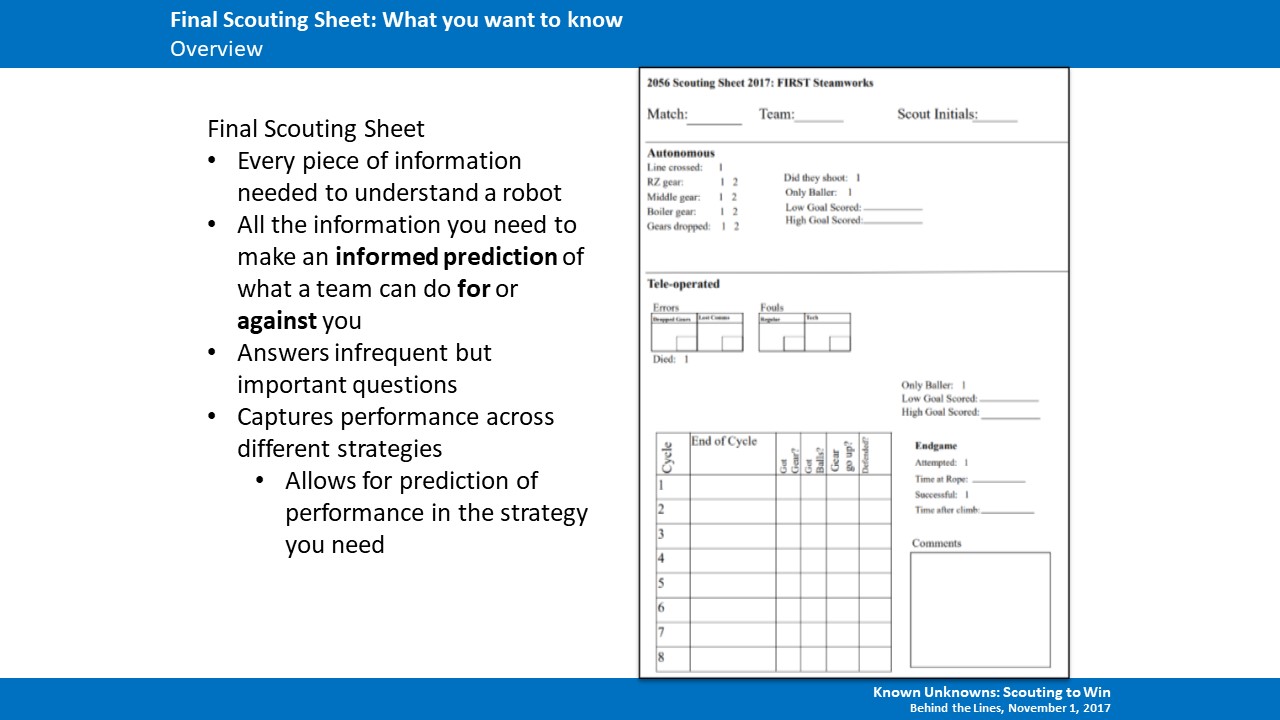 Final Scouting Sheet: What you want to know
Overview
Final Scouting Sheet
• Every piece of information
needed to understand a robot
• All the information you need to
make an informed prediction of
what a team can do for or
against you
• Answers infrequent but
important questions
• Captures performance across
different strategies
• Allows for prediction of
performance in the strategy
you need
2056 Scouting Sheet 2017: FIRST Steamworks
Match:______ Team:______ Scout Initials:_____
Autonomous
Line crossed: 1
RZ gear: 1 2
Middle gear: 1 2
Boiler gear: 1 2
Gears dropped: 1 2
Did they shoot: 1
Only Baller: 1
Low Goal Scored:
High Goal Scored:
Tele-operated
Errors
Dropped Gears Lost Comms
Fouls
Regular Tech
Died: 1
Only Baller: 1
Low Goal Scored:
High Goal Scored:
Cycle End of Cycle Got Gear? Got Balls? Gear go up? Defended?
1
2
3
4
5
6
7
8
Endgame
Attempted: 1
Time at Rope:
Successful: 1
Time after climb:
Comments
Known Unknowns: Scouting to Win
Behind the Lines, November 1, 2017